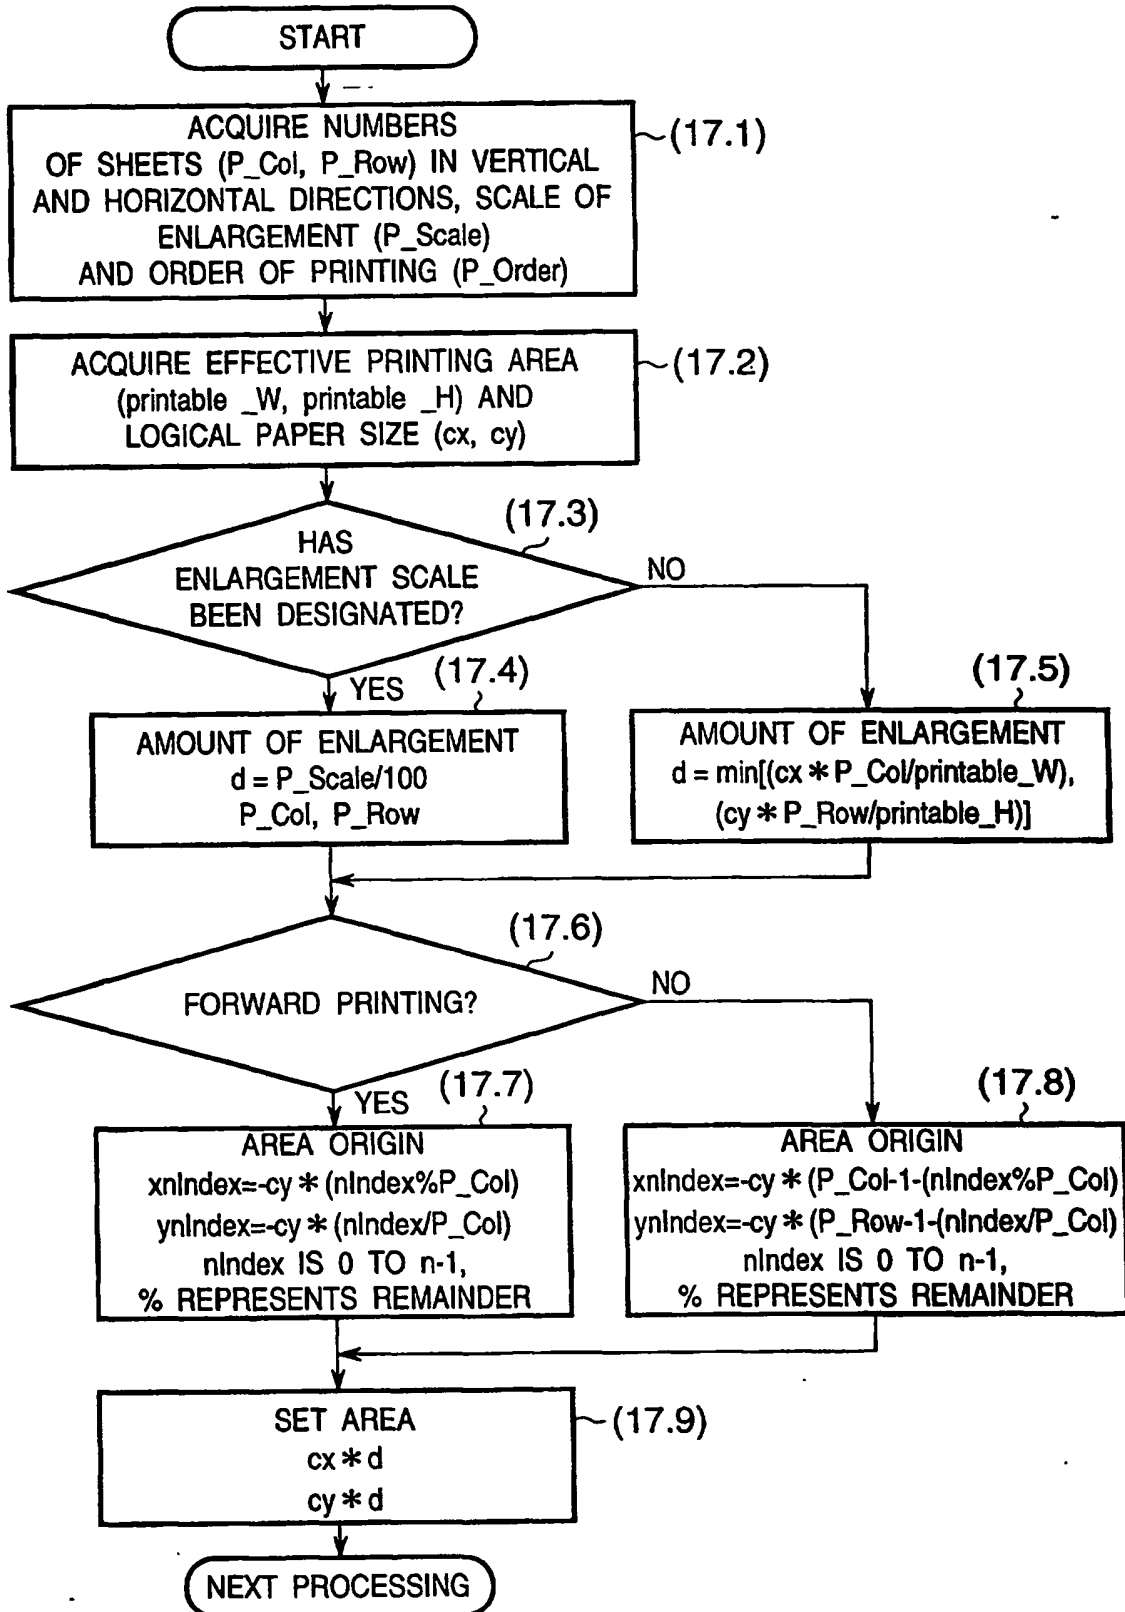 START
ACQUIRE NUMBERS
OF SHEETS (P_Col, P_Row) IN VERTICAL
AND HORIZONTAL DIRECTIONS, SCALE OF
ENLARGEMENT (P_Scale)
AND ORDER OF PRINTING (P_Order)
(17.1)
ACQUIRE EFFECTIVE PRINTING AREA
(printable _W, printable _H) AND
LOGICAL PAPER SIZE (cx, cy)
(17.2)
(17.3)
HAS
ENLARGEMENT SCALE
BEEN DESIGNATED?
NO
YES
(17.4)
AMOUNT OF ENLARGEMENT
d = P_Scale/100
P_Col, P_Row
(17.5)
AMOUNT OF ENLARGEMENT
d = min[(cx * P_Col/printable_W),
(cy * P_Row/printable_H)]
(17.6)
FORWARD PRINTING?
NO
YES
(17.7)
AREA ORIGIN
xnIndex=-cy * (nIndex%P_Col)
ynIndex=-cy * (nIndex/P_Col)
nIndex IS 0 TO n-1,
% REPRESENTS REMAINDER
(17.8)
AREA ORIGIN
xnIndex=-cy * (P_Col-1-(nIndex%P_Col)
ynIndex=-cy * (P_Row-1-(nIndex/P_Col)
nIndex IS 0 TO n-1,
% REPRESENTS REMAINDER
SET AREA
cx * d
cy * d
(17.9)
NEXT PROCESSING